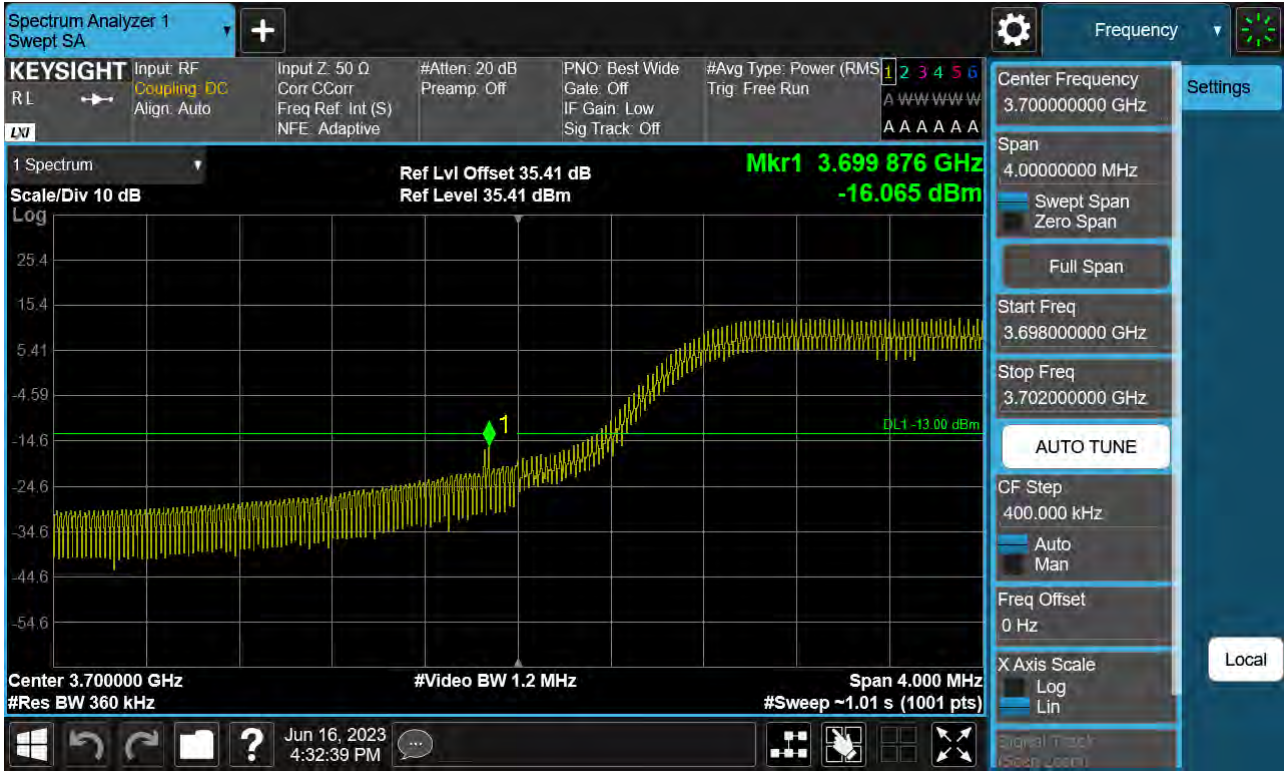 Spectrum Analyzer 1
Swept SA
Frequency
KEYSIGHT
RL
LXI
Input: RF
Coupling: DC
Align: Auto
Input Z: 50 Ω
Corr CCorr
Freq Ref: Int (S)
NFE: Adaptive
#Atten: 20 dB
Preamp: Off
PNO: Best Wide
Gate: Off
IF Gain: Low
Sig Track: Off
#Avg Type: Power (RMS
Trig: Free Run
1 2 3 4 5 6
A W W W W W
A A A A A A
1 Spectrum
Scale/Div 10 dB
Log
Ref Lvl Offset 35.41 dB
Ref Level 35.41 dBm
Mkr1 3.699 876 GHz
-16.065 dBm
25.4
15.4
5.41
-4.59
-14.6
-24.6
-34.6
-44.6
-54.6
1
DL1 -13.00 dBm
Center 3.700000 GHz
#Res BW 360 kHz
#Video BW 1.2 MHz
Span 4.000 MHz
#Sweep ~1.01 s (1001 pts)
Center Frequency
3.700000000 GHz
Settings
Span
4.00000000 MHz
Swept Span
Zero Span
Full Span
Start Freq
3.698000000 GHz
Stop Freq
3.702000000 GHz
AUTO TUNE
CF Step
400.000 kHz
Auto
Man
Freq Offset
0 Hz
X Axis Scale
Log
Lin
Local
Signal Track
(Span Zoom)
?
Jun 16, 2023
4:32:39 PM